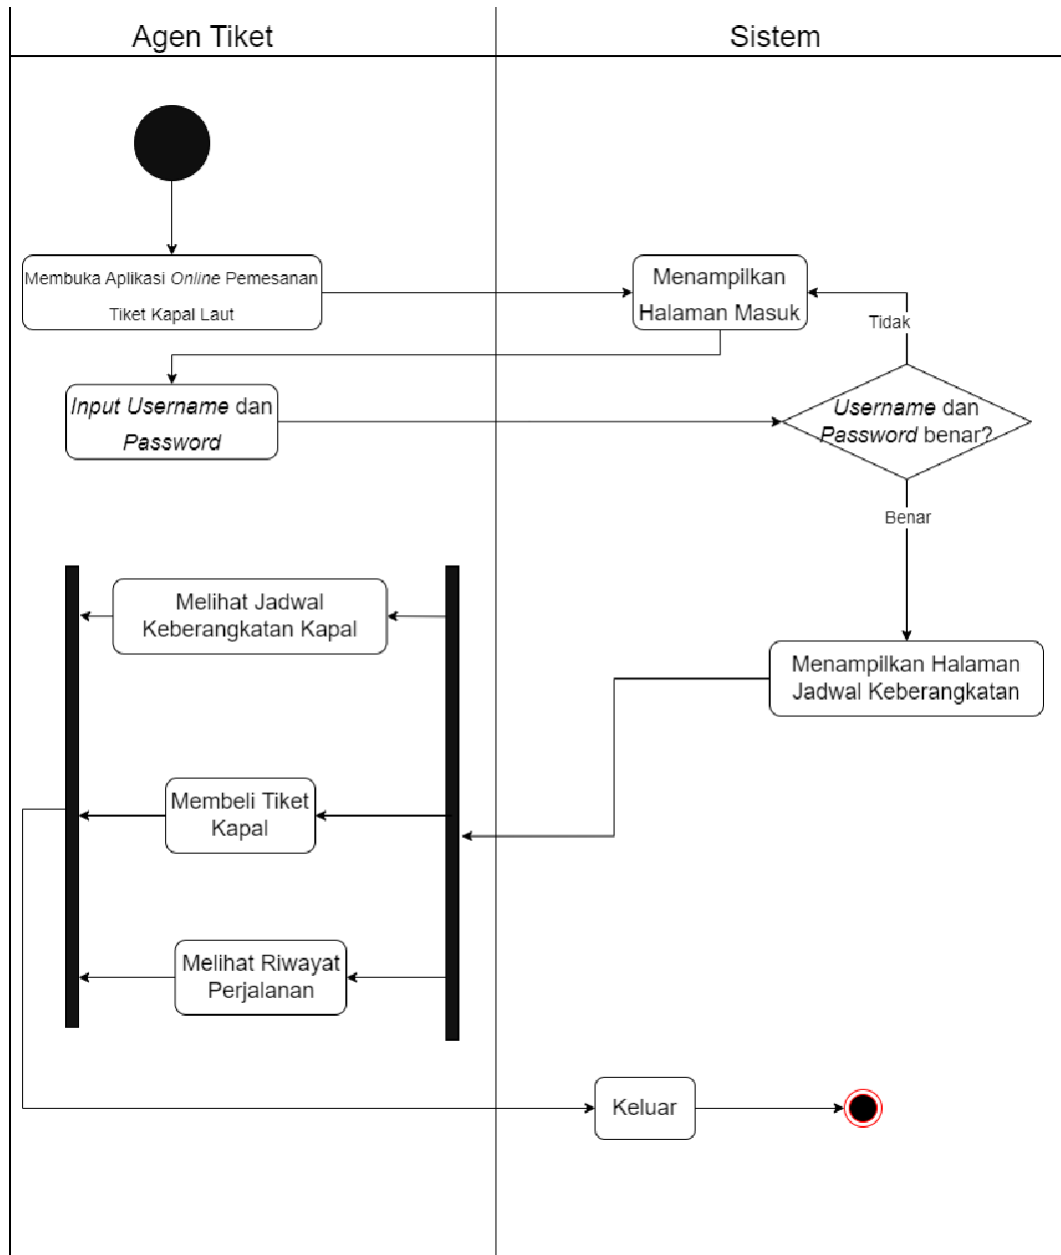 Agen Tiket
Sistem
Membuka Aplikasi Online Pemesanan
Tiket Kapal Laut
Menampilkan
Halaman Masuk
Tidak
Input Username dan
Password
Username dan
Password benar?
Benar
Melihat Jadwal
Keberangkatan Kapal
Menampilkan Halaman
Jadwal Keberangkatan
Membeli Tiket
Kapal
Melihat Riwayat
Perjalanan
Keluar